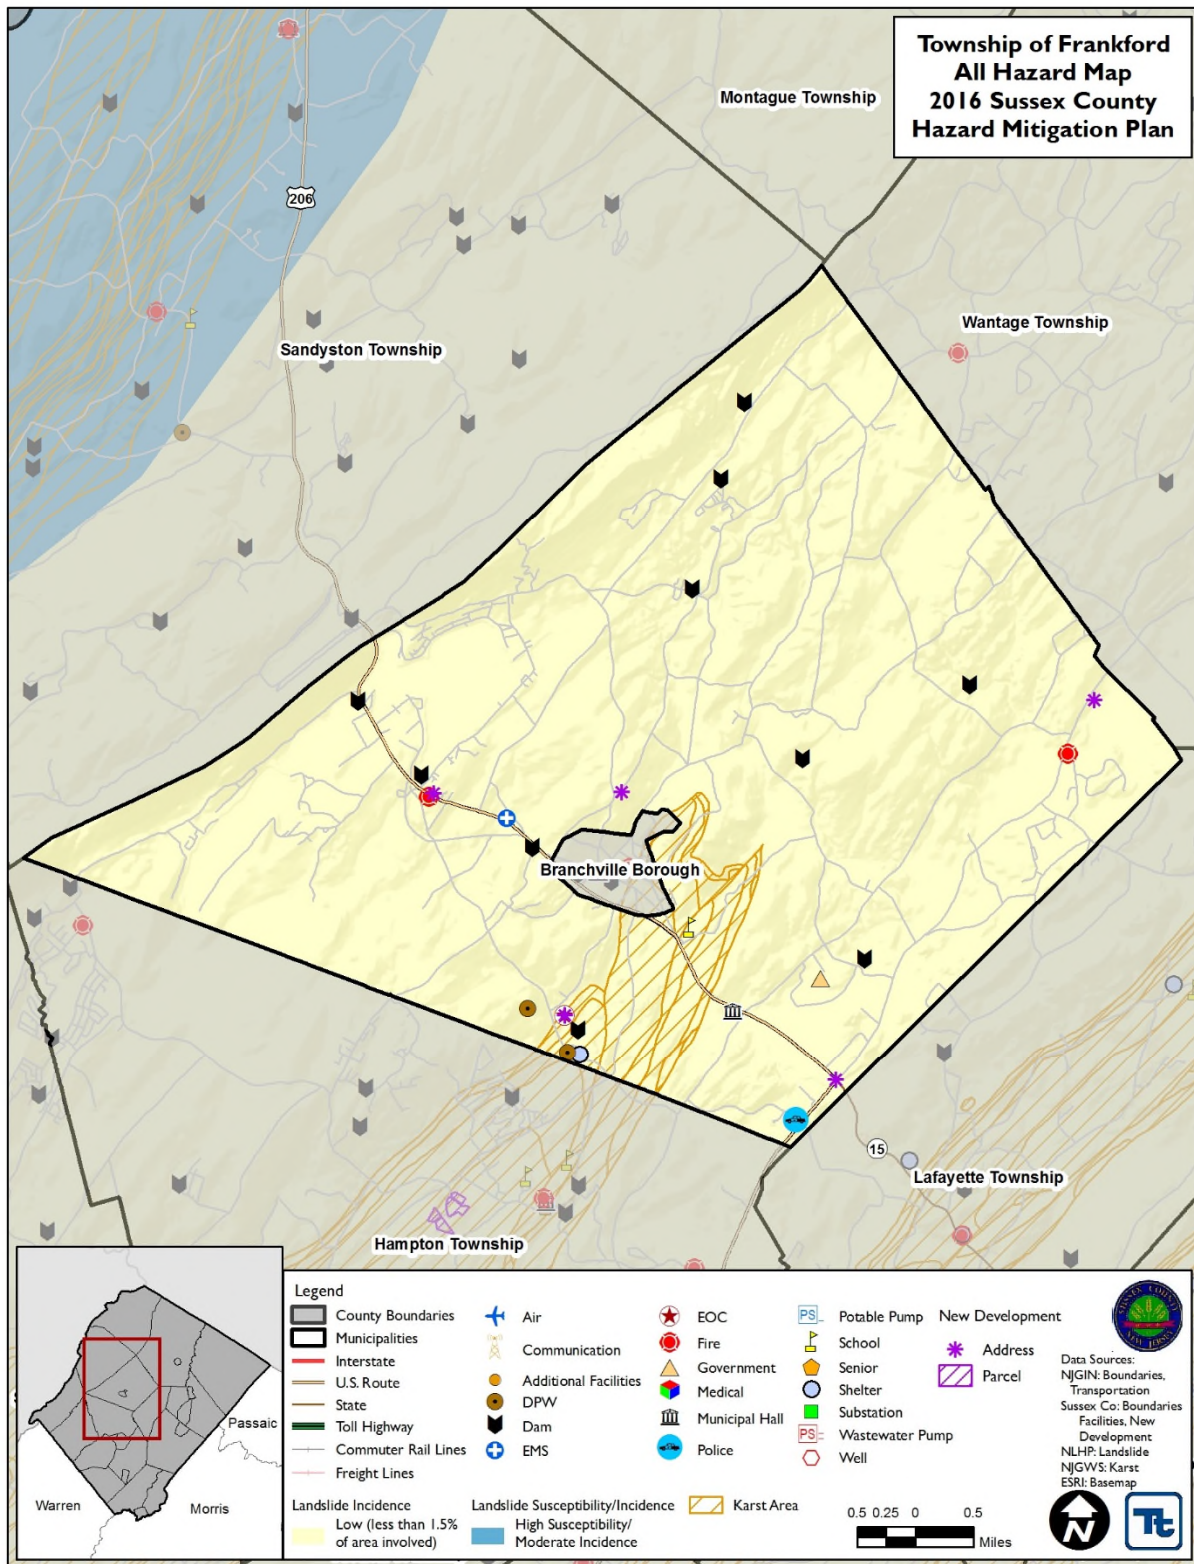 Township of Frankford
All Hazard Map
2016 Sussex County
Hazard Mitigation Plan
Montague Township
206
Wantage Township
Sandyston Township
Branchville Borough
15
Lafayette Township
Hampton Township
Passaic
Warren
Morris
Legend
County Boundaries
Municipalities
Interstate
U.S. Route
State
Toll Highway
Commuter Rail Lines
Freight Lines
Air
Communication
Additional Facilities
DPW
Dam
EMS
EOC
Fire
Government
Medical
Municipal Hall
Police
PS Potable Pump
School
Senior
Shelter
Substation
PS Wastewater Pump
Well
New Development
Address
Parcel
Landslide Incidence
Low (less than 1.5%
of area involved)
Landslide Susceptibility/Incidence
High Susceptibility/
Moderate Incidence
Karst Area
0.5 0.25 0 0.5
Miles
SUSSEX COUNTY
NEW JERSEY
Data Sources:
NJGIN: Boundaries,
Transportation
Sussex Co: Boundaries
Facilities, New
Development
NLHP: Landslide
NJGWS: Karst
ESRI: Basemap
N
Tt